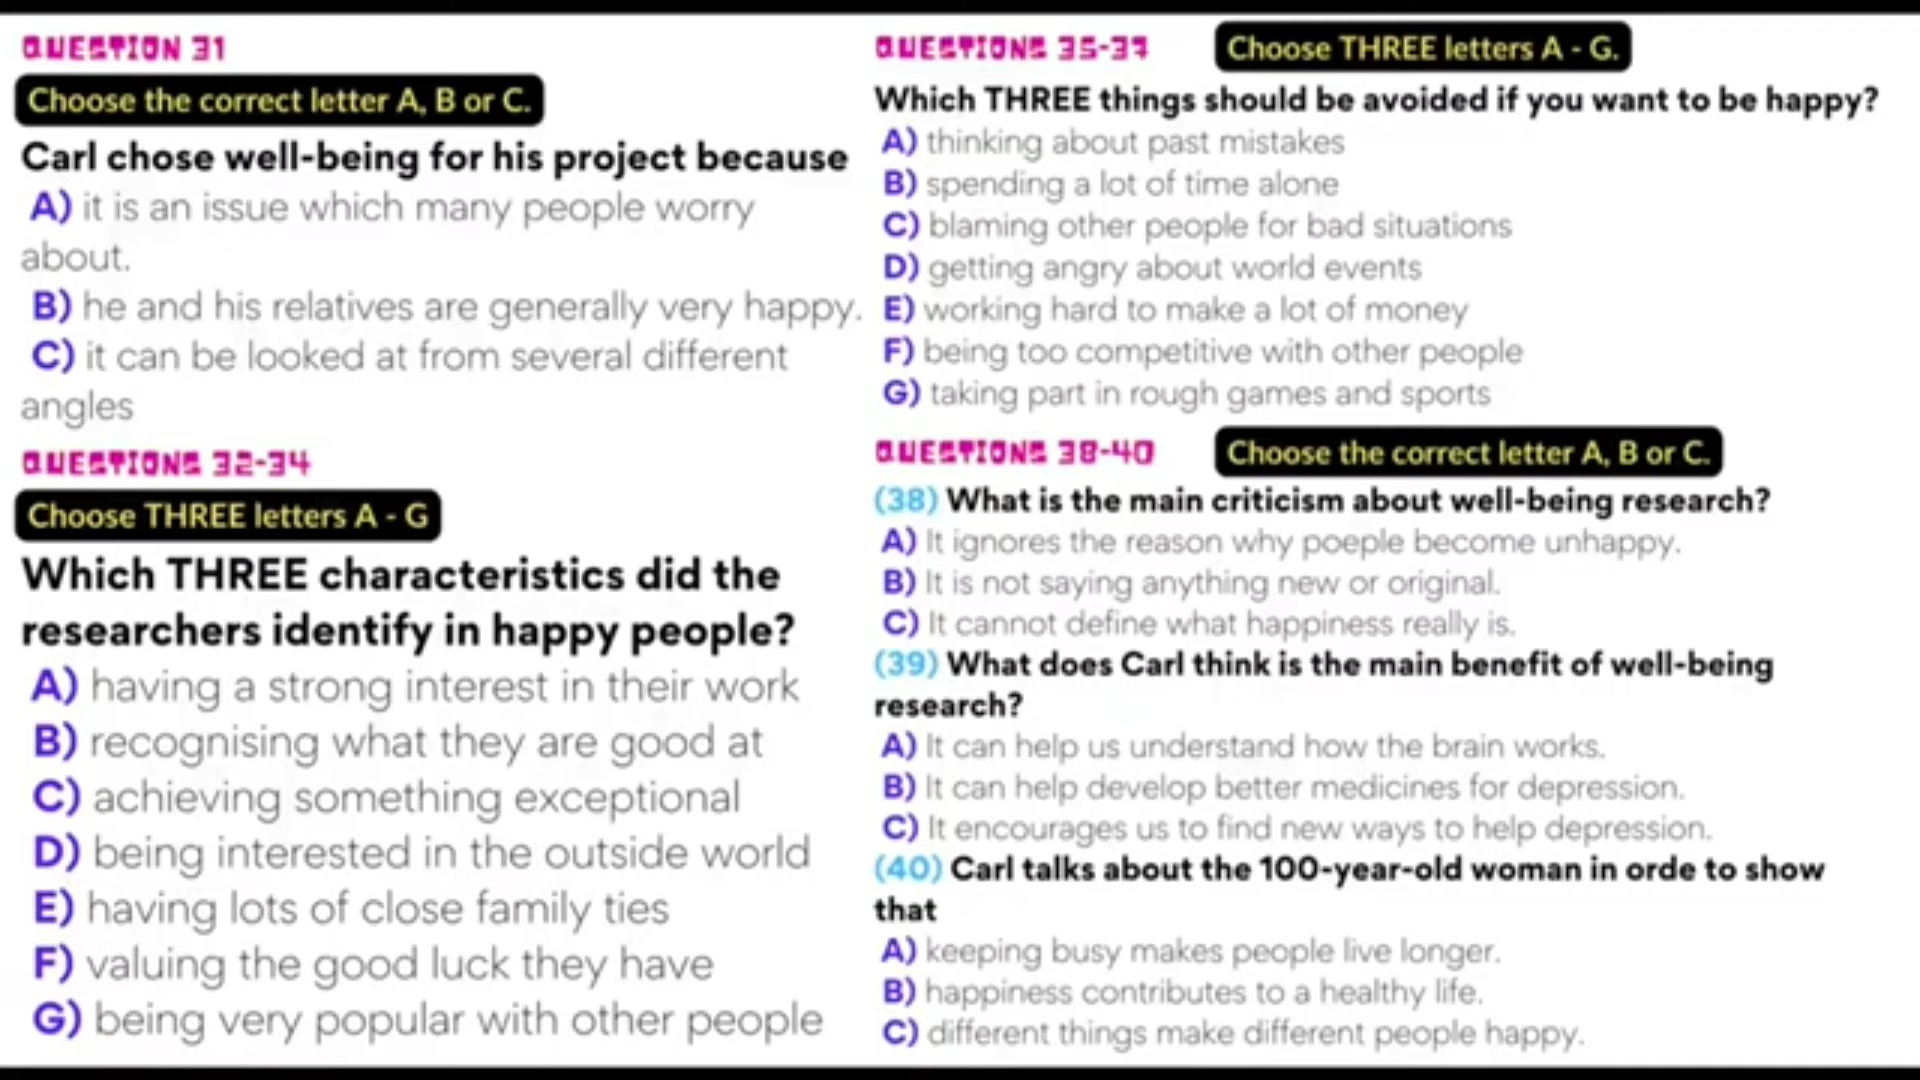 QUESTION 31
Choose the correct letter A, B or C.
Carl chose well-being for his project because
A) it is an issue which many people worry
about.
B) he and his relatives are generally very happy.
C) it can be looked at from several different
angles
QUESTIONS 32-34
Choose THREE letters A - G
Which THREE characteristics did the
researchers identify in happy people?
A) having a strong interest in their work
B) recognising what they are good at
C) achieving something exceptional
D) being interested in the outside world
E) having lots of close family ties
F) valuing the good luck they have
G) being very popular with other people
QUESTIONS 35-37
Choose THREE letters A - G.
Which THREE things should be avoided if you want to be happy?
A) thinking about past mistakes
B) spending a lot of time alone
C) blaming other people for bad situations
D) getting angry about world events
E) working hard to make a lot of money
F) being too competitive with other people
G) taking part in rough games and sports
QUESTIONS 38-40
Choose the correct letter A, B or C.
(38) What is the main criticism about well-being research?
A) It ignores the reason why poeple become unhappy.
B) It is not saying anything new or original.
C) It cannot define what happiness really is.
(39) What does Carl think is the main benefit of well-being
research?
A) It can help us understand how the brain works.
B) It can help develop better medicines for depression.
C) It encourages us to find new ways to help depression.
(40) Carl talks about the 100-year-old woman in orde to show
that
A) keeping busy makes people live longer.
B) happiness contributes to a healthy life.
C) different things make different people happy.